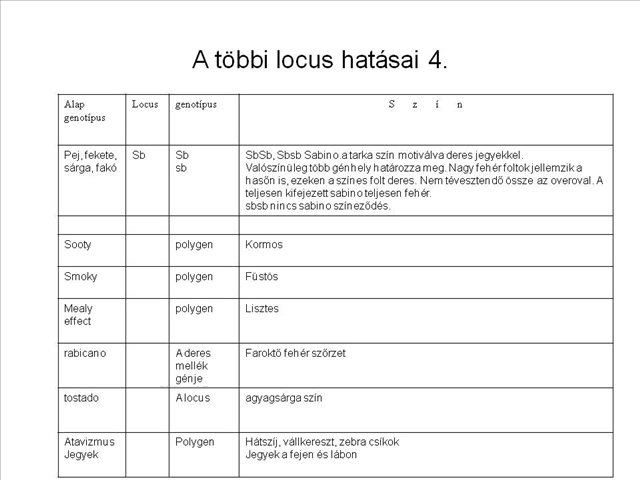 A többi locus hatásai 4.
Alap
genotípus
Locus
genotípus
S z í n
Pej, fekete,
sárga, fakó
Sb
Sb
sb
SbSb, Sbsb Sabino.a tarka szín motiválva deres jegyekkel.
Valószínüleg több génhely határozza meg. Nagy fehér foltok jellemzik a
hasőn is, ezeken a színes folt deres. Nem tévesztendő össze az overoval. A
teljesen kifejezett sabino teljesen fehér.
sbsb nincs sabino színeződés.
Sooty
polygen
Kormos
Smoky
polygen
Füstös
Mealy
effect
polygen
Lisztes
rabicano
A deres
mellék
génje
Faroktő fehér szőrzet
tostado
A locus
agyagsárga szín
Atavizmus
Jegyek
Polygen
Hátszíj, vállkereszt, zebra csíkok
Jegyek a fejen és lábon